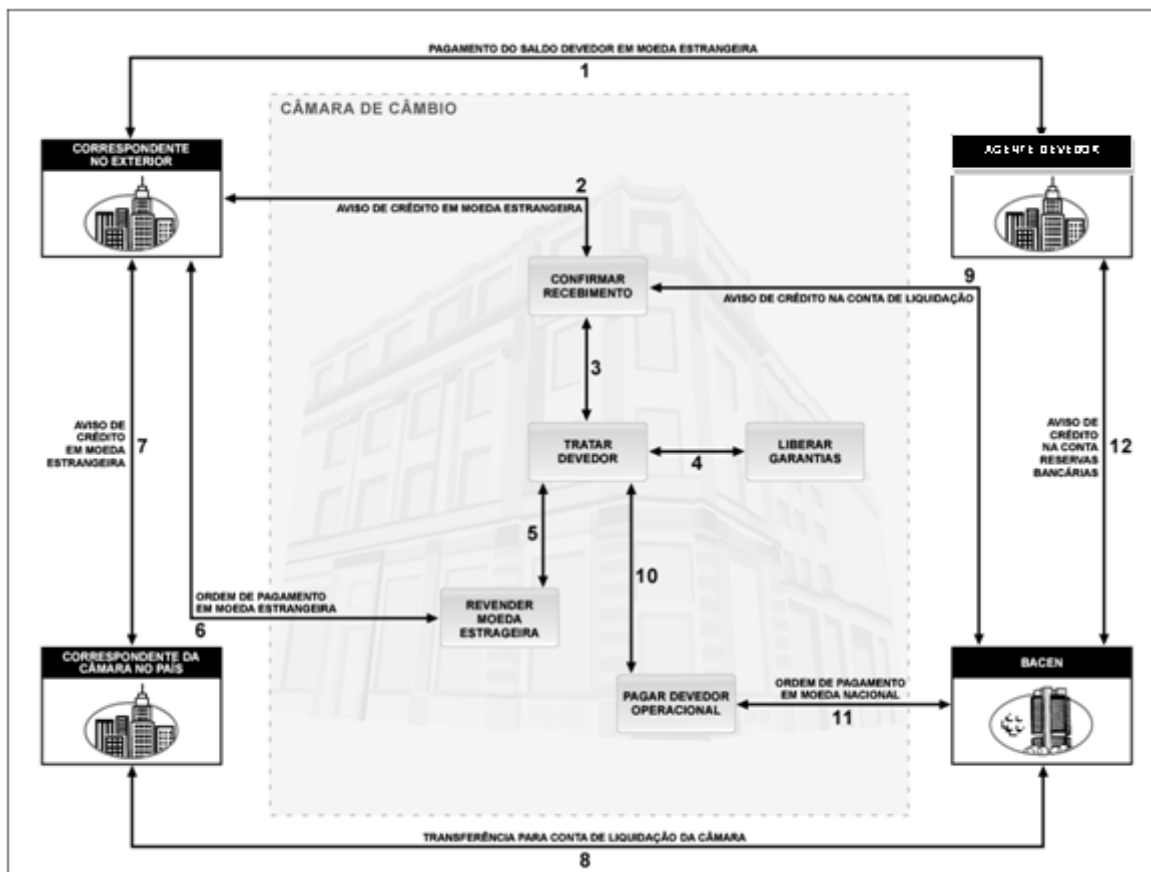 PAGAMENTO DO SALDO DEVEDOR EM MOEDA ESTRANGEIRA
1
CÂMARA DE CÂMBIO
CORRESPONDENTE
NO EXTERIOR
AGENTE DEVEDOR
2
AVISO DE CRÉDITO EM MOEDA ESTRANGEIRA
CONFIRMAR
RECEBIMENTO
9
AVISO DE CRÉDITO NA CONTA DE LIQUIDAÇÃO
3
AVISO DE
CRÉDITO
EM MOEDA
ESTRANGEIRA
7
TRATAR
DEVEDOR
4
LIBERAR
GARANTIAS
AVISO DE
CRÉDITO
NA CONTA
RESERVAS
BANCÁRIAS
12
5
10
ORDEM DE PAGAMENTO
EM MOEDA ESTRANGEIRA
6
REVENDER
MOEDA
ESTRAGEIRA
CORRESPONDENTE DA
CÂMARA NO PAÍS
PAGAR DEVEDOR
OPERACIONAL
ORDEM DE PAGAMENTO
EM MOEDA NACIONAL
11
BACEN
TRANSFERÊNCIA PARA CONTA DE LIQUIDAÇÃO DA CÂMARA
8